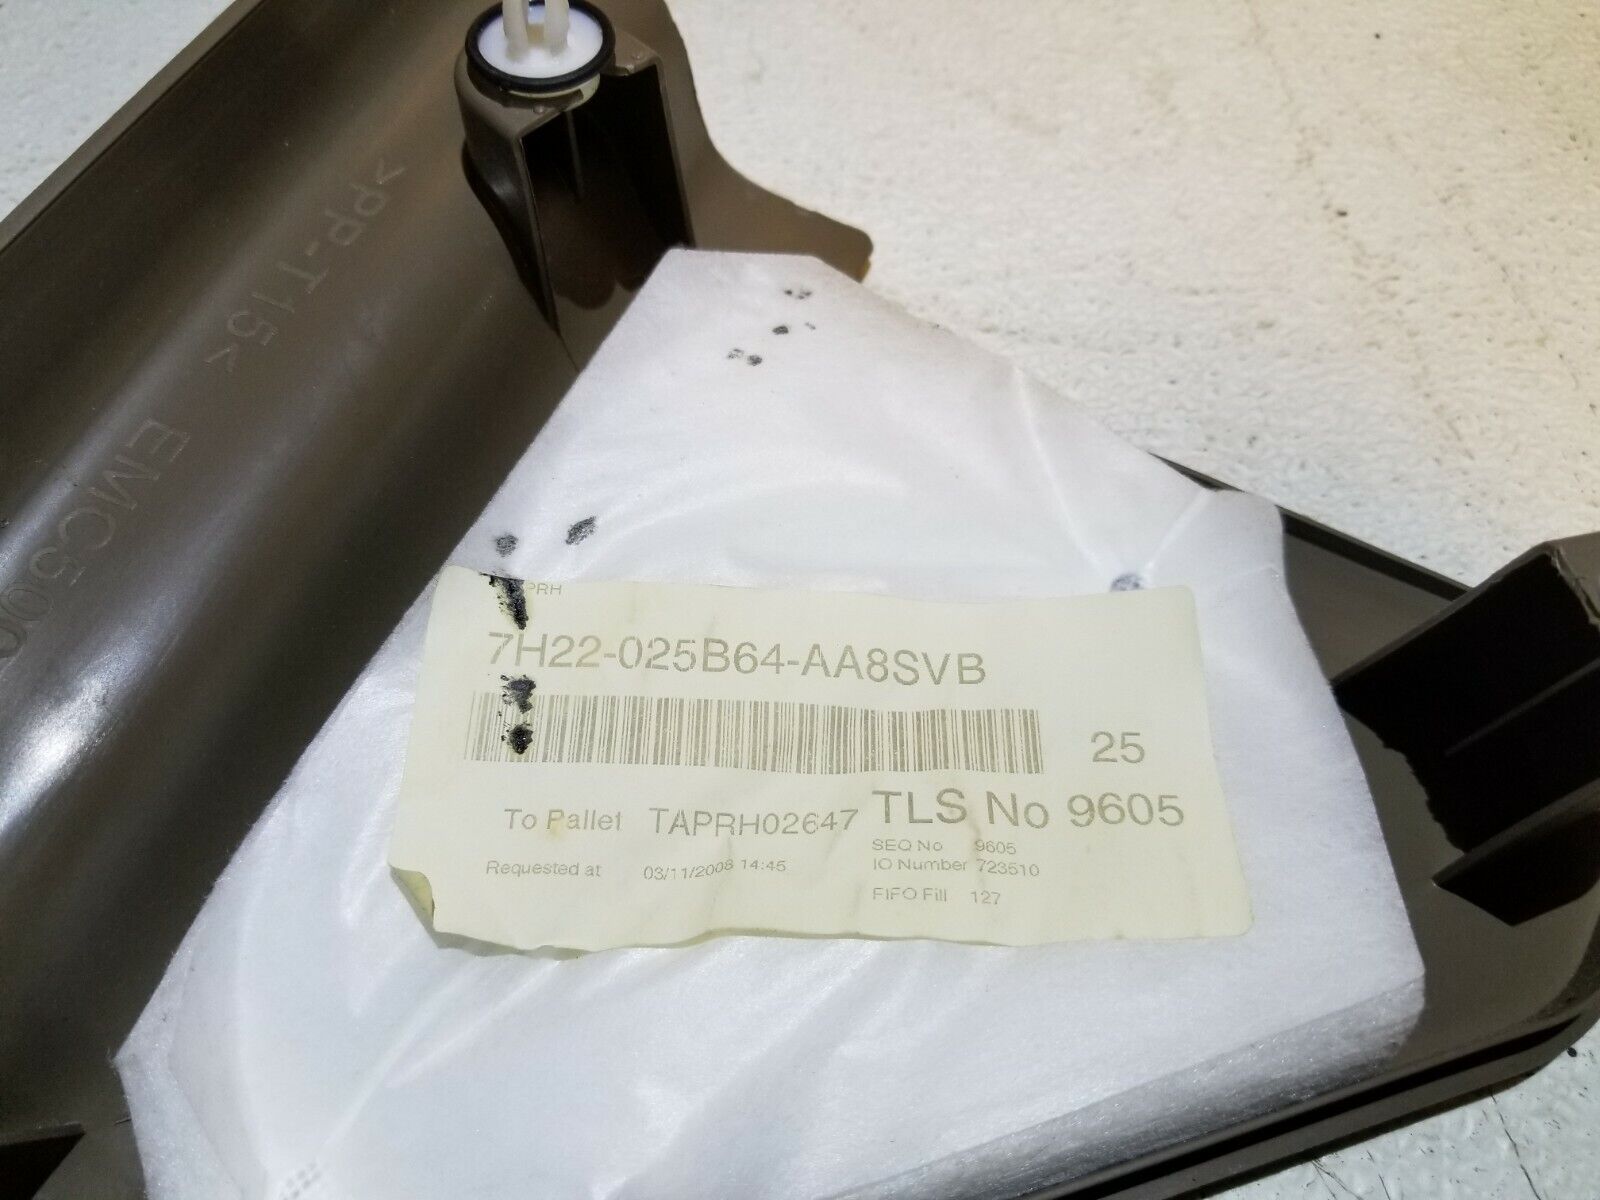 >PP-T15<
PRH
7H22-025B64-AA8SVB
25
To Pallet TAPRH02647 TLS No 9605
SEQ No 9605
Requested at 03/11/2008 14:45 IO Number 723510
FIFO Fill 127